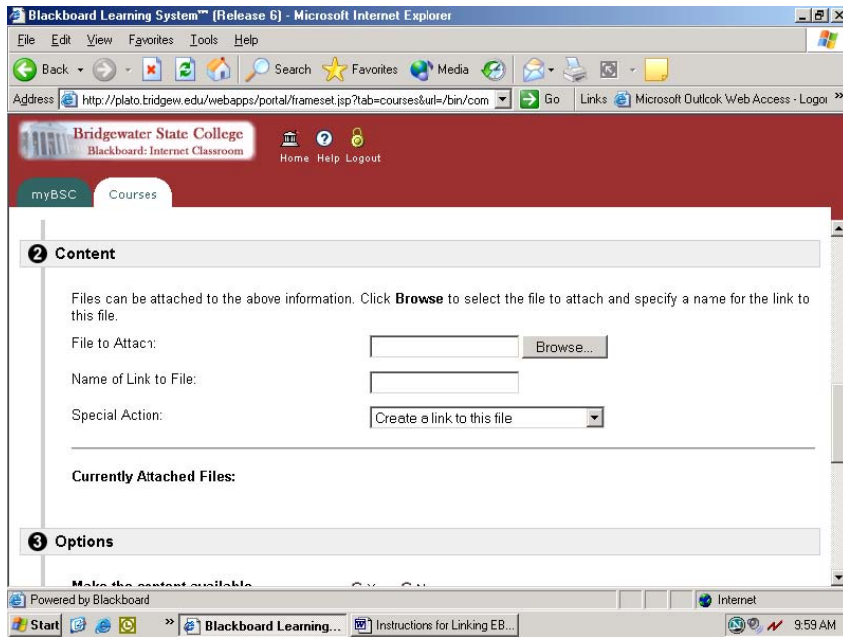 Blackboard Learning System™ (Release 6) - Microsoft Internet Explorer
File Edit View Favorites Tools Help
Back Search Favorites Media
Address http://plato.bridgew.edu/webapps/portal/frameset.jsp?tab=courses&url=/bin/com Go Links Microsoft Outlook Web Access - Logor »
Bridgewater State College
Blackboard: Internet Classroom
Home Help Logout
myBSC Courses
2 Content
Files can be attached to the above information. Click Browse to select the file to attach and specify a name for the link to
this file.
File to Attach:
Browse...
Name of Link to File:
Special Action:
Create a link to this file
Currently Attached Files:
3 Options
Make the content available
Powered by Blackboard Internet
Start » Blackboard Learning... Instructions for Linking EB... 9:59 AM